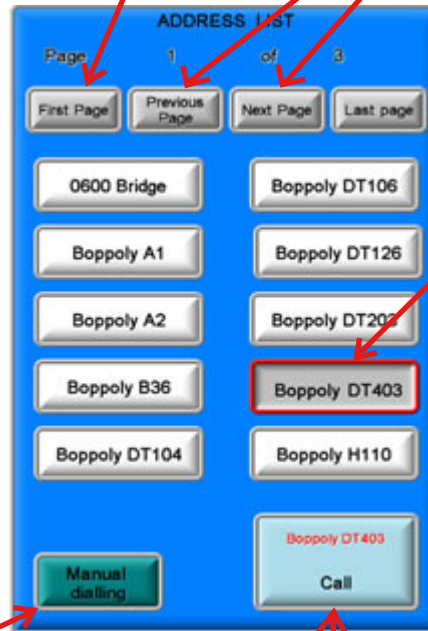 ADDRESS LIST
Page 1 of 3
First Page
Previous
Page
Next Page
Last page
0600 Bridge
Boppoly DT106
Boppoly A1
Boppoly DT126
Boppoly A2
Boppoly DT203
Boppoly B36
Boppoly DT403
Boppoly DT104
Boppoly H110
Manual
dialling
Boppoly DT403
Call